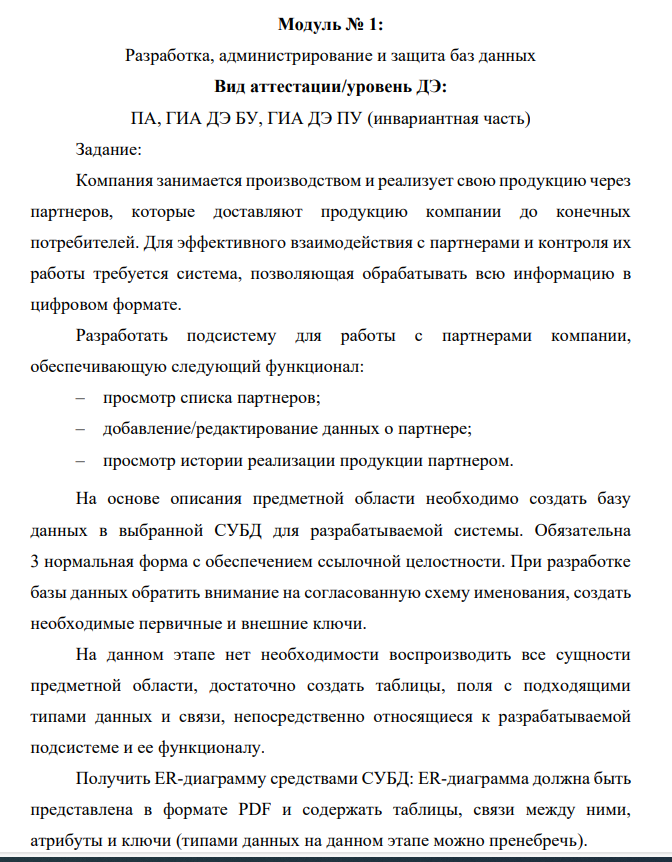 Модуль № 1:
Разработка, администрирование и защита баз данных
Вид аттестации/уровень ДЭ:
ПА, ГИА ДЭ БУ, ГИА ДЭ ПУ (инвариантная часть)
Задание:
Компания занимается производством и реализует свою продукцию через
партнеров, которые доставляют продукцию компании до конечных
потребителей. Для эффективного взаимодействия с партнерами и контроля их
работы требуется система, позволяющая обрабатывать всю информацию в
цифровом формате.
Разработать подсистему для работы с партнерами компании,
обеспечивающую следующий функционал:
– просмотр списка партнеров;
– добавление/редактирование данных о партнере;
– просмотр истории реализации продукции партнером.
На основе описания предметной области необходимо создать базу
данных в выбранной СУБД для разрабатываемой системы. Обязательна
3 нормальная форма с обеспечением ссылочной целостности. При разработке
базы данных обратить внимание на согласованную схему именования, создать
необходимые первичные и внешние ключи.
На данном этапе нет необходимости воспроизводить все сущности
предметной области, достаточно создать таблицы, поля с подходящими
типами данных и связи, непосредственно относящиеся к разрабатываемой
подсистеме и ее функционалу.
Получить ER-диаграмму средствами СУБД: ER-диаграмма должна быть
представлена в формате PDF и содержать таблицы, связи между ними,
атрибуты и ключи (типами данных на данном этапе можно пренебречь).